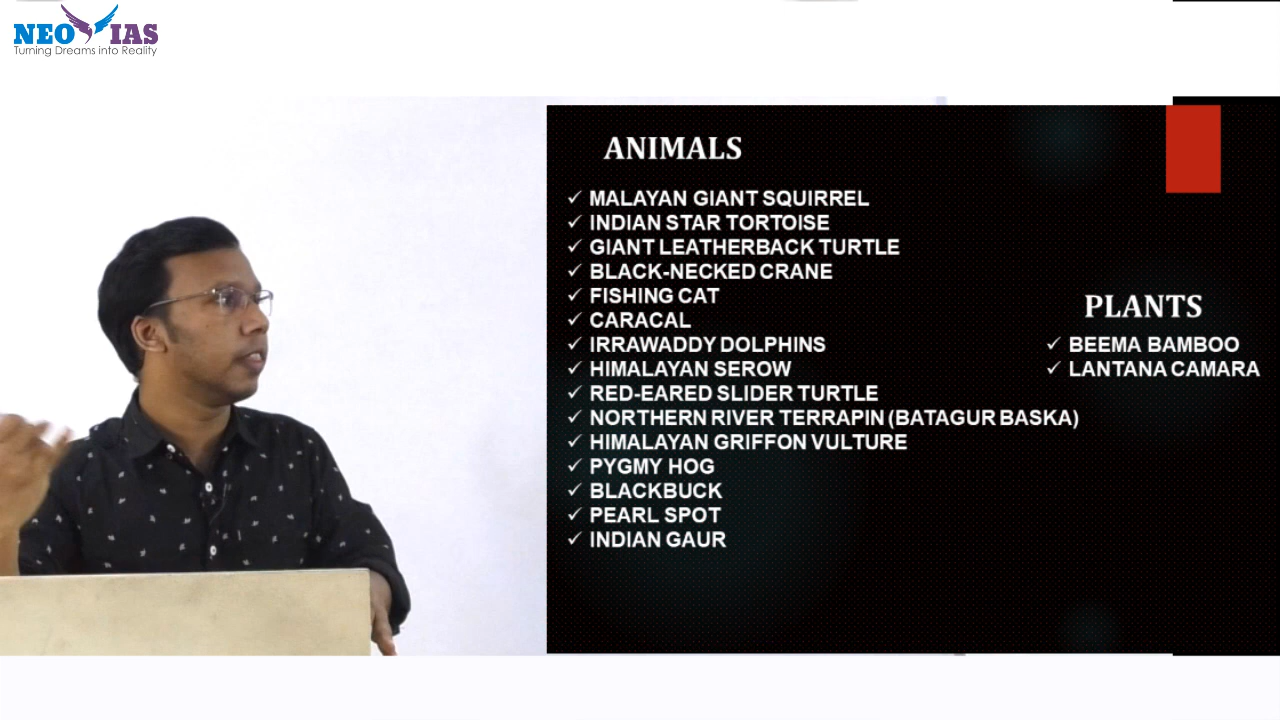 NEO IAS
Turning Dreams into Reality
ANIMALS
✓ MALAYAN GIANT SQUIRREL
✓ INDIAN STAR TORTOISE
✓ GIANT LEATHERBACK TURTLE
✓ BLACK-NECKED CRANE
✓ FISHING CAT
✓ CARACAL
✓ IRRAWADDY DOLPHINS
✓ HIMALAYAN SEROW
✓ RED-EARED SLIDER TURTLE
✓ NORTHERN RIVER TERRAPIN (BATAGUR BASKA)
✓ HIMALAYAN GRIFFON VULTURE
✓ PYGMY HOG
✓ BLACKBUCK
✓ PEARL SPOT
✓ INDIAN GAUR
PLANTS
✓ BEEMA BAMBOO
✓ LANTANA CAMARA